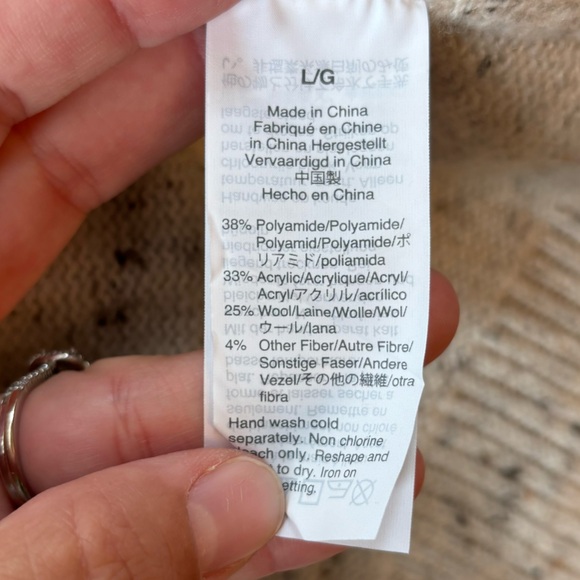 L/G
Made in China
Fabriqué en Chine
in China Hergestellt
Vervaardigd in China
中国製
Hecho en China
38% Polyamide/Polyamide/
Polyamid/Polyamide/ポ
リアミド/poliamida
33% Acrylic/Acrylique/Acryl/
Acryl/アクリル/acrílico
25% Wool/Laine/Wolle/Wol/
ウール/lana
4% Other Fiber/Autre Fibre/
Sonstige Faser/Andere
Vezel/その他の繊維/otra
fibra
Hand wash cold
separately. Non chlorine
only. Reshape and
to dry. Iron on